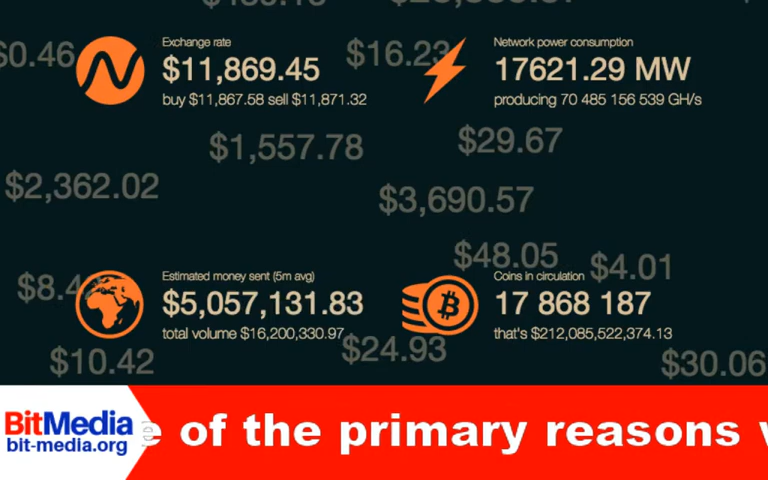 $0.46
$16.23
Exchange rate
$11,869.45
buy $11,867.58 sell $11,871.32
Network power consumption
17621.29 MW
producing 70 485 156 539 GH/s
$1,557.78
$29.67
$2,362.02
$3,690.57
$48.05
$4.01
Estimated money sent (5m avg)
$5,057,131.83
total volume $16,200,330.97
Coins in circulation
17 868 187
that's $212,085,522,374.13
$10.42
$24.93
$30.06
BitMedia
bit-media.org
e of the primary reasons